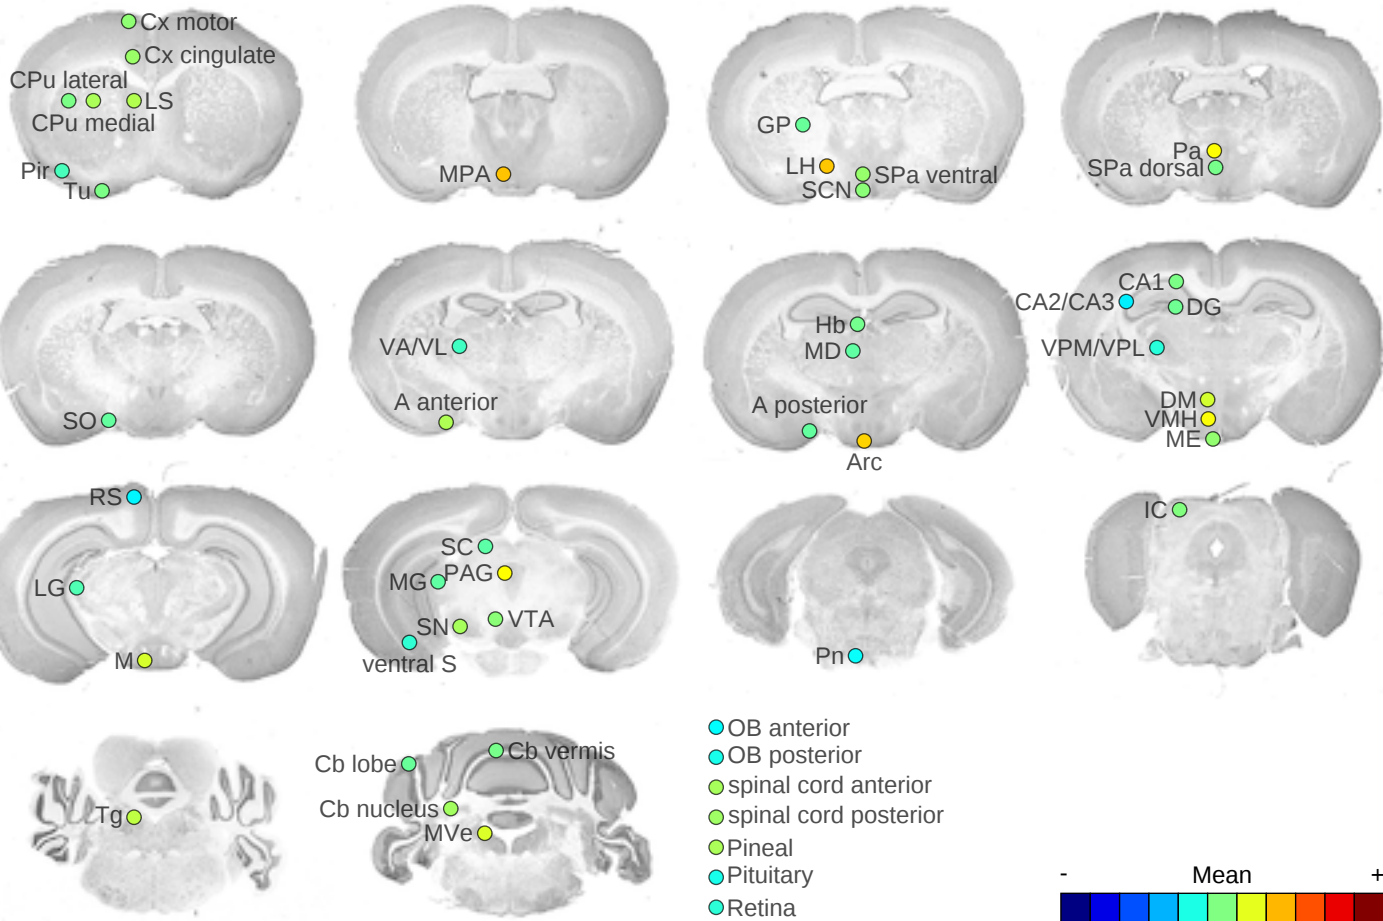 Cx motor
Cx cingulate
CPu lateral
LS
CPu medial
Pir
Tu
MPA
GP
LH
SPa ventral
SCN
Pa
SPa dorsal
SO
VA/VL
A anterior
Hb
MD
A posterior
Arc
CA1
CA2/CA3
DG
VPM/VPL
DM
VMH
ME
RS
LG
M
SC
MG
PAG
SN
VTA
ventral S
Pn
IC
Tg
Cb lobe
Cb vermis
Cb nucleus
MVe
OB anterior
OB posterior
spinal cord anterior
spinal cord posterior
Pineal
Pituitary
Retina
- Mean +